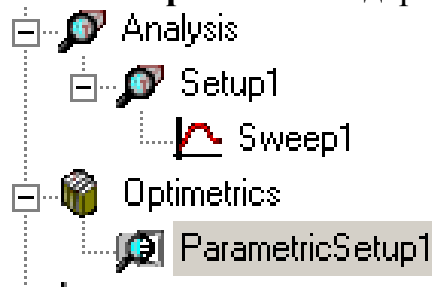 Analysis
Setup1
Sweep1
Optimetrics
ParametricSetup1